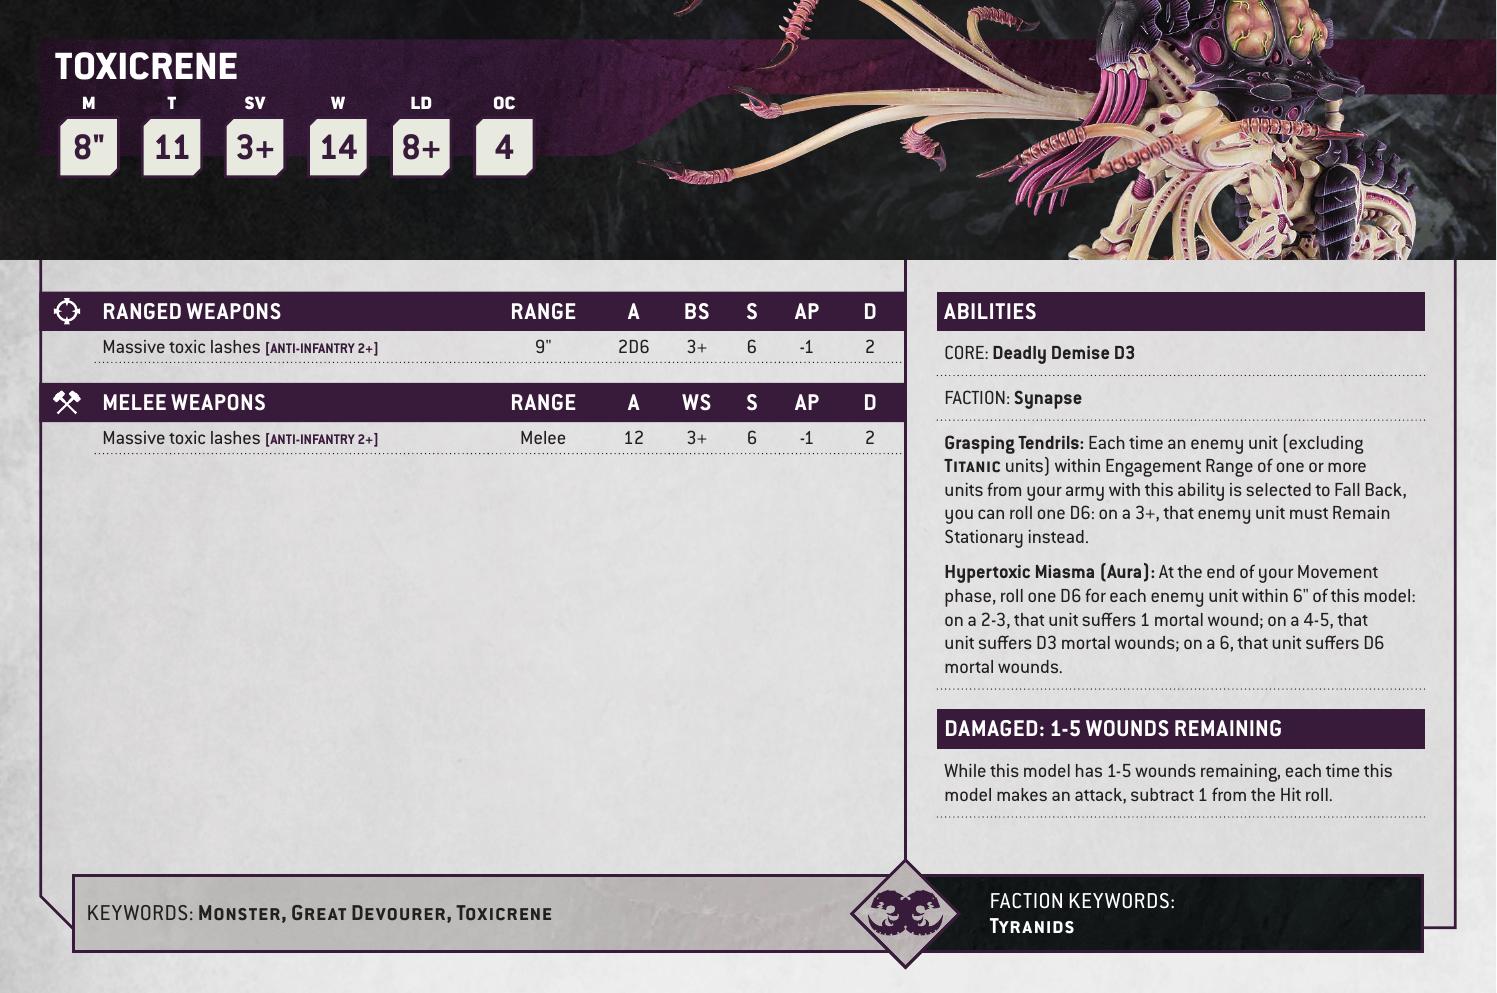 TOXICRENE
M T SV W LD OC
8" 11 3+ 14 8+ 4
RANGED WEAPONS RANGE A BS S AP D
Massive toxic lashes [ANTI-INFANTRY 2+] 9" 2D6 3+ 6 -1 2
MELEE WEAPONS RANGE A WS S AP D
Massive toxic lashes [ANTI-INFANTRY 2+] Melee 12 3+ 6 -1 2
ABILITIES
CORE: Deadly Demise D3
FACTION: Synapse
Grasping Tendrils: Each time an enemy unit (excluding
TITANIC units) within Engagement Range of one or more
units from your army with this ability is selected to Fall Back,
you can roll one D6: on a 3+, that enemy unit must Remain
Stationary instead.
Hypertoxic Miasma (Aura): At the end of your Movement
phase, roll one D6 for each enemy unit within 6" of this model:
on a 2-3, that unit suffers 1 mortal wound; on a 4-5, that
unit suffers D3 mortal wounds; on a 6, that unit suffers D6
mortal wounds.
DAMAGED: 1-5 WOUNDS REMAINING
While this model has 1-5 wounds remaining, each time this
model makes an attack, subtract 1 from the Hit roll.
KEYWORDS: MONSTER, GREAT DEVOURER, TOXICRENE
FACTION KEYWORDS:
TYRANIDS